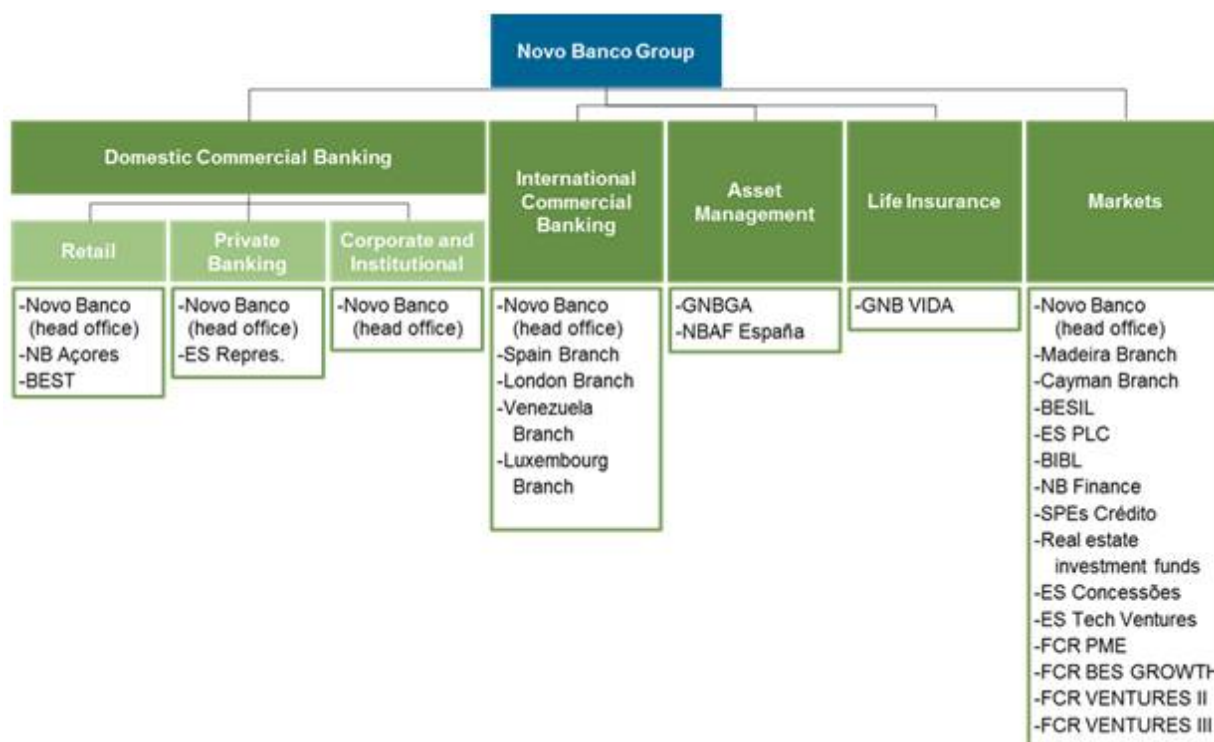 Novo Banco Group
Domestic Commercial Banking
International
Commercial
Banking
Asset
Management
Life Insurance
Markets
Retail
Private
Banking
Corporate and
Institutional
-Novo Banco
(head office)
-NB Açores
-BEST
-Novo Banco
(head office)
-ES Repres.
-Novo Banco
(head office)
-Novo Banco
(head office)
-Spain Branch
-London Branch
-Venezuela
Branch
-Luxembourg
Branch
-GNBGA
-NBAF España
-GNB VIDA
-Novo Banco
(head office)
-Madeira Branch
-Cayman Branch
-BESIL
-ES PLC
-BIBL
-NB Finance
-SPEs Crédito
-Real estate
investment funds
-ES Concessões
-ES Tech Ventures
-FCR PME
-FCR BES GROWTH
-FCR VENTURES II
-FCR VENTURES III